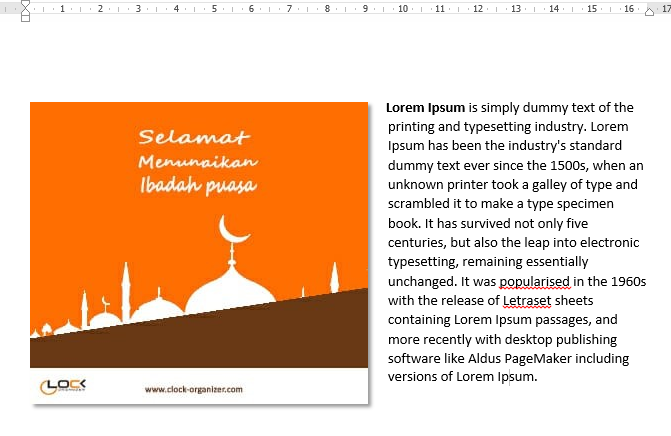 1 2 3 4 5 6 7 8 9 10 11 12 13 14 15 16 17
Selamat
Menunaikan
Ibadah puasa
CLOCK
ORGANIZER
www.clock-organizer.com
Lorem Ipsum is simply dummy text of the
printing and typesetting industry. Lorem
Ipsum has been the industry's standard
dummy text ever since the 1500s, when an
unknown printer took a galley of type and
scrambled it to make a type specimen
book. It has survived not only five
centuries, but also the leap into electronic
typesetting, remaining essentially
unchanged. It was popularised in the 1960s
with the release of Letraset sheets
containing Lorem Ipsum passages, and
more recently with desktop publishing
software like Aldus PageMaker including
versions of Lorem Ipsum.